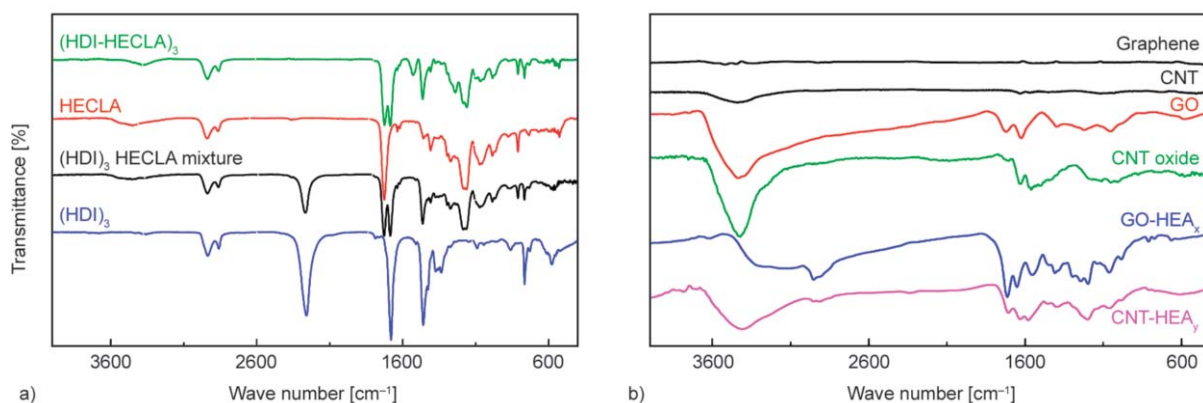 (HDI-HECLA)₃
HECLA
(HDI)₃ HECLA mixture
(HDI)₃
Transmittance [%]
3600 2600 1600 600
a) Wave number [cm⁻¹]
Graphene
CNT
GO
CNT oxide
GO-HEAₓ
CNT-HEAᵧ
3600 2600 1600 600
b) Wave number [cm⁻¹]